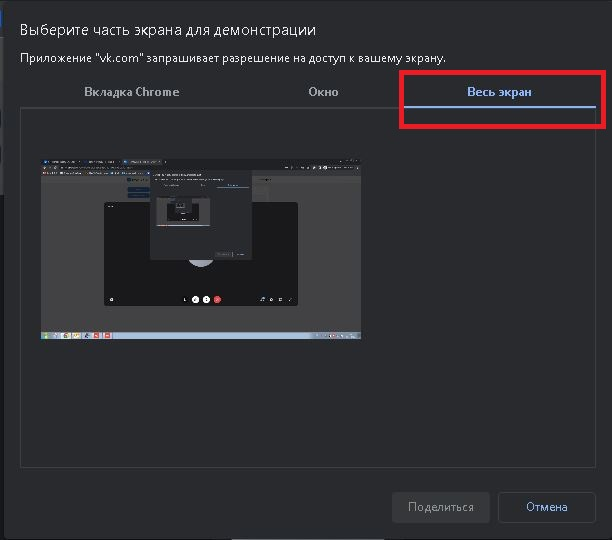 Выберите часть экрана для демонстрации
Приложение "vk.com" запрашивает разрешение на доступ к вашему экрану.
Вкладка Chrome
Окно
Весь экран
Поделиться
Отмена